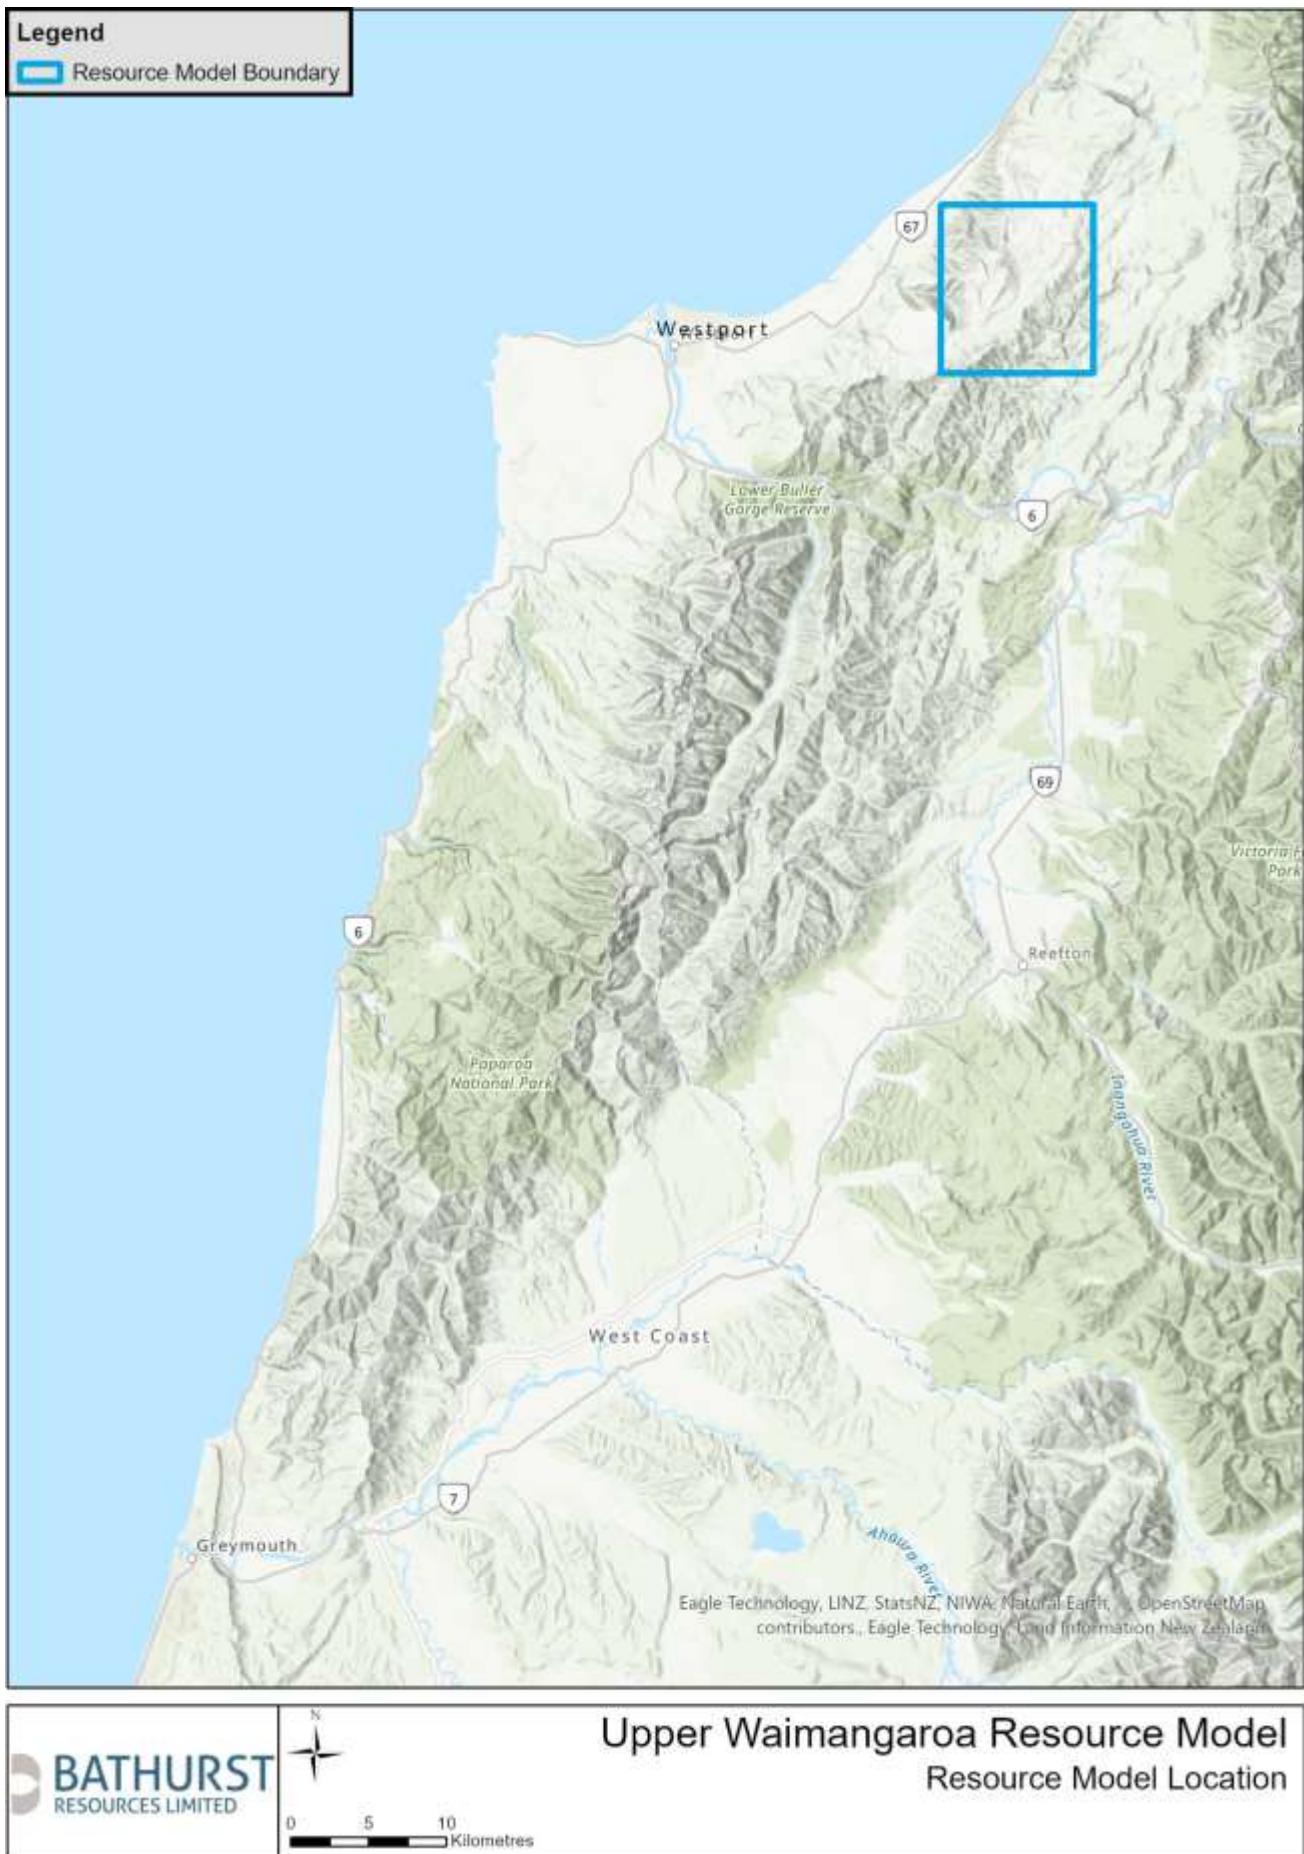 Legend
Resource Model Boundary
67
Westport
Lower Buller
Gorge Reserve
6
69
Victoria
Park
6
Reefton
Paparoa
National Park
Inangahua River
West Coast
7
Greymouth
Ahaura River
Eagle Technology, LINZ, StatsNZ, NIWA, Natural Earth, © OpenStreetMap
contributors., Eagle Technology, Land Information New Zealand
BATHURST
RESOURCES LIMITED
N
0 5 10
Kilometres
Upper Waimangaroa Resource Model
Resource Model Location